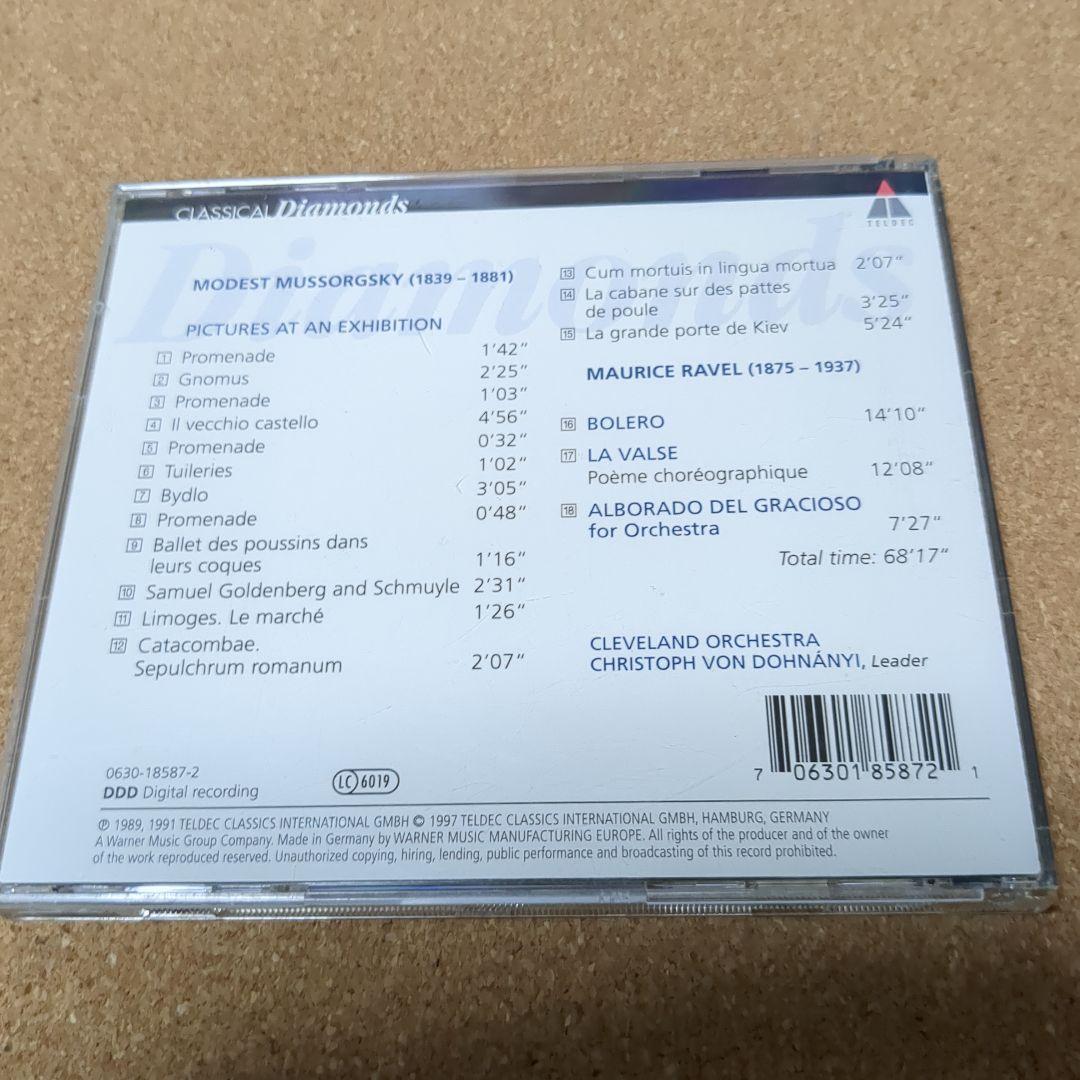 CLASSICAL Diamonds
TELDEC
Diamonds
MODEST MUSSORGSKY (1839 – 1881)
PICTURES AT AN EXHIBITION
1 Promenade 1'42"
2 Gnomus 2'25"
3 Promenade 1'03"
4 Il vecchio castello 4'56"
5 Promenade 0'32"
6 Tuileries 1'02"
7 Bydlo 3'05"
8 Promenade 0'48"
9 Ballet des poussins dans
leurs coques 1'16"
10 Samuel Goldenberg and Schmuyle 2'31"
11 Limoges. Le marché 1'26"
12 Catacombae.
Sepulchrum romanum 2'07"
13 Cum mortuis in lingua mortua 2'07"
14 La cabane sur des pattes
de poule 3'25"
15 La grande porte de Kiev 5'24"
MAURICE RAVEL (1875 – 1937)
16 BOLERO 14'10"
17 LA VALSE
Poème choréographique 12'08"
18 ALBORADO DEL GRACIOSO
for Orchestra 7'27"
Total time: 68'17"
CLEVELAND ORCHESTRA
CHRISTOPH VON DOHNÁNYI, Leader
7 06301 85872 1
0630-18587-2
DDD Digital recording
LC 6019
℗ 1989, 1991 TELDEC CLASSICS INTERNATIONAL GMBH © 1997 TELDEC CLASSICS INTERNATIONAL GMBH, HAMBURG, GERMANY
A Warner Music Group Company. Made in Germany by WARNER MUSIC MANUFACTURING EUROPE. All rights of the producer and of the owner
of the work reproduced reserved. Unauthorized copying, hiring, lending, public performance and broadcasting of this record prohibited.